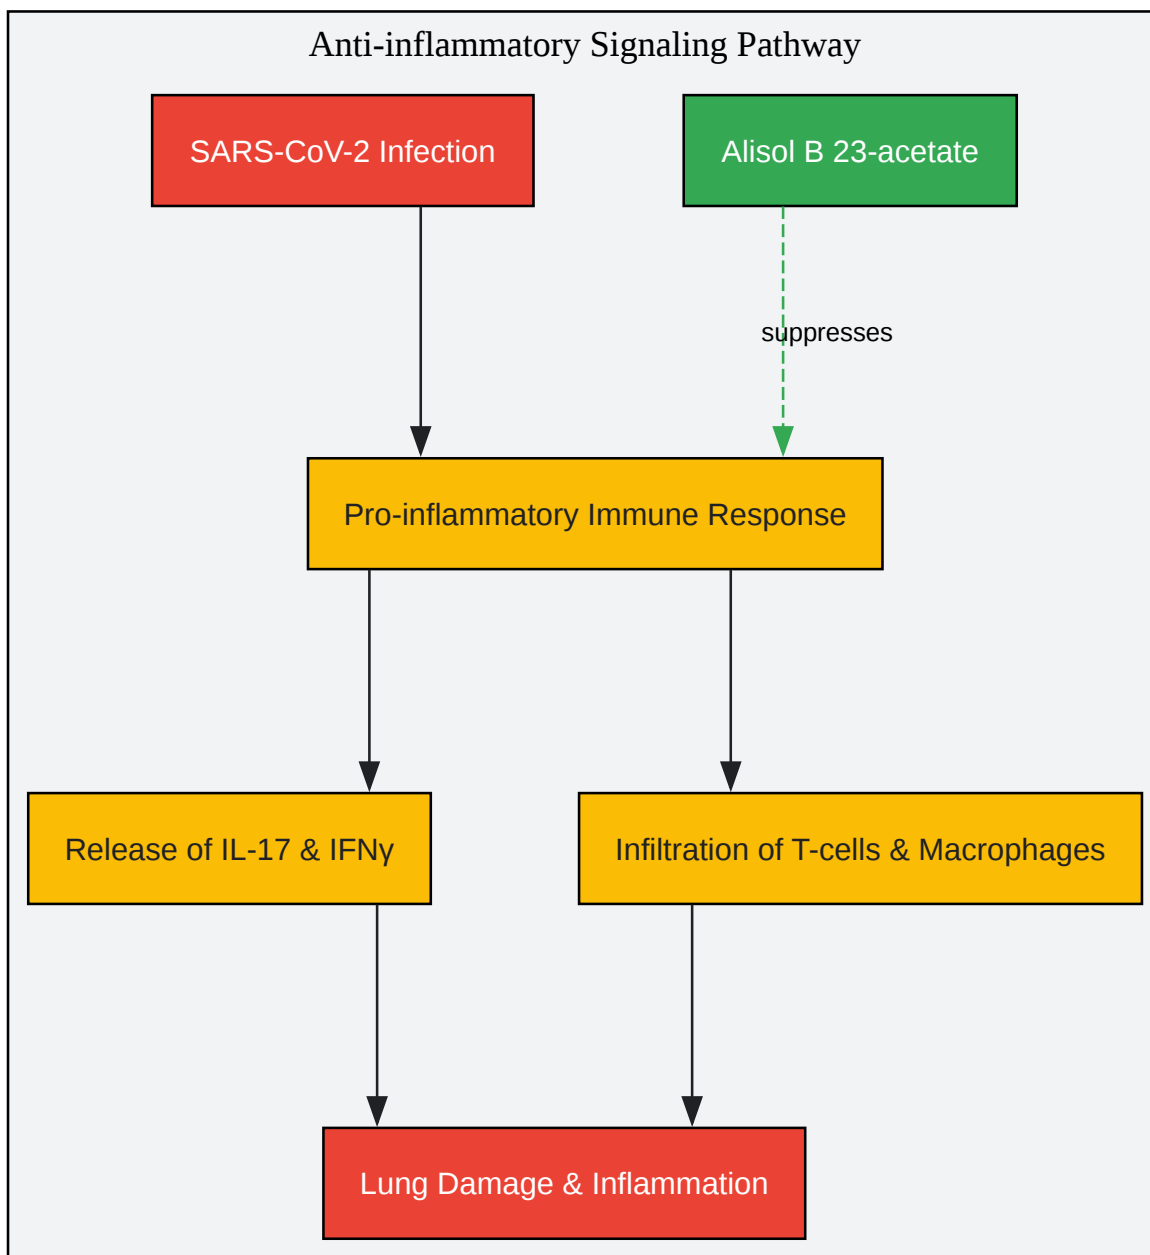 Anti-inflammatory Signaling Pathway
SARS-CoV-2 Infection
Alisol B 23-acetate
suppresses
Pro-inflammatory Immune Response
Release of IL-17 & IFNγ
Infiltration of T-cells & Macrophages
Lung Damage & Inflammation